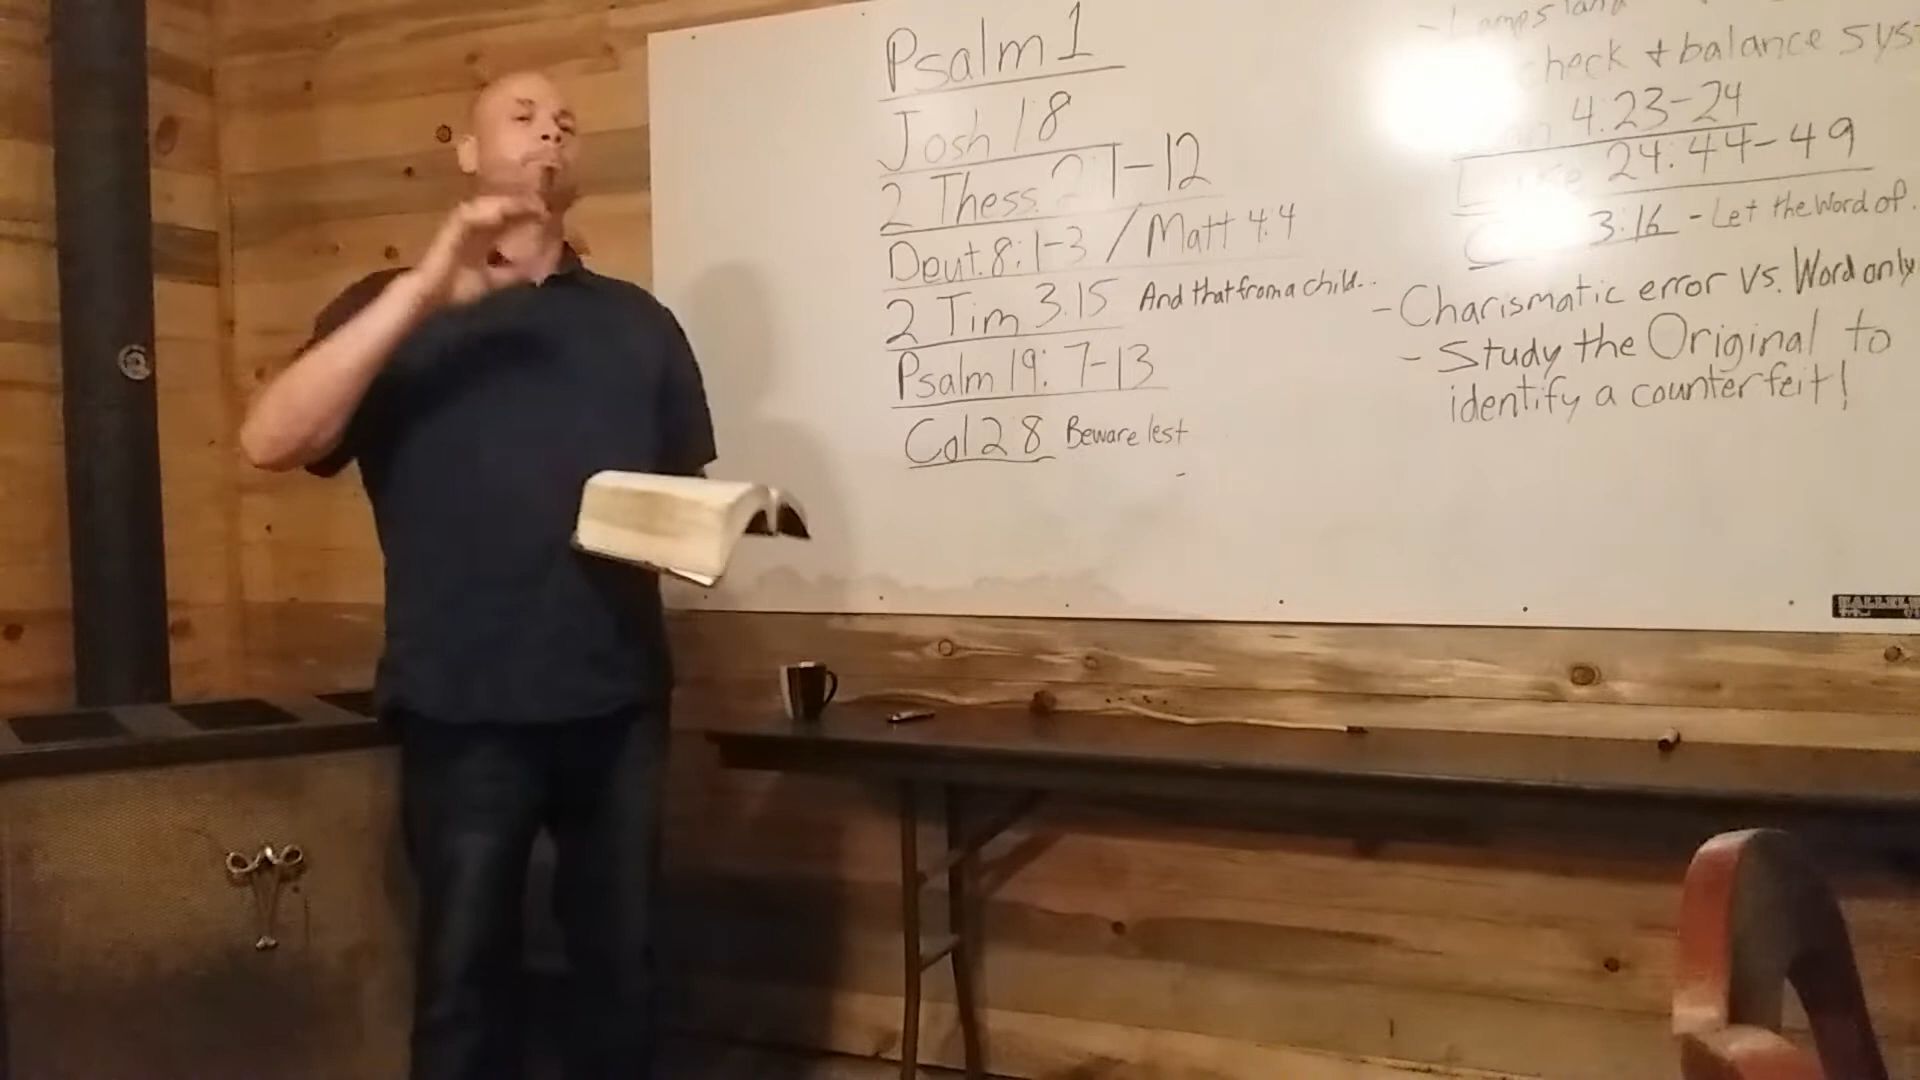 Psalm 1
Josh 1:8
2 Thess. 2:1-12
Deut. 8:1-3 / Matt 4:4
2 Tim 3:15 And that from a child..
Psalm 19: 7-13
Col 2 8 Beware lest
check + balance sys
4:23-24
24:44-49
3:16 - Let the Word of
- Charismatic error vs. Word only
- Study the Original to
identify a counterfeit!